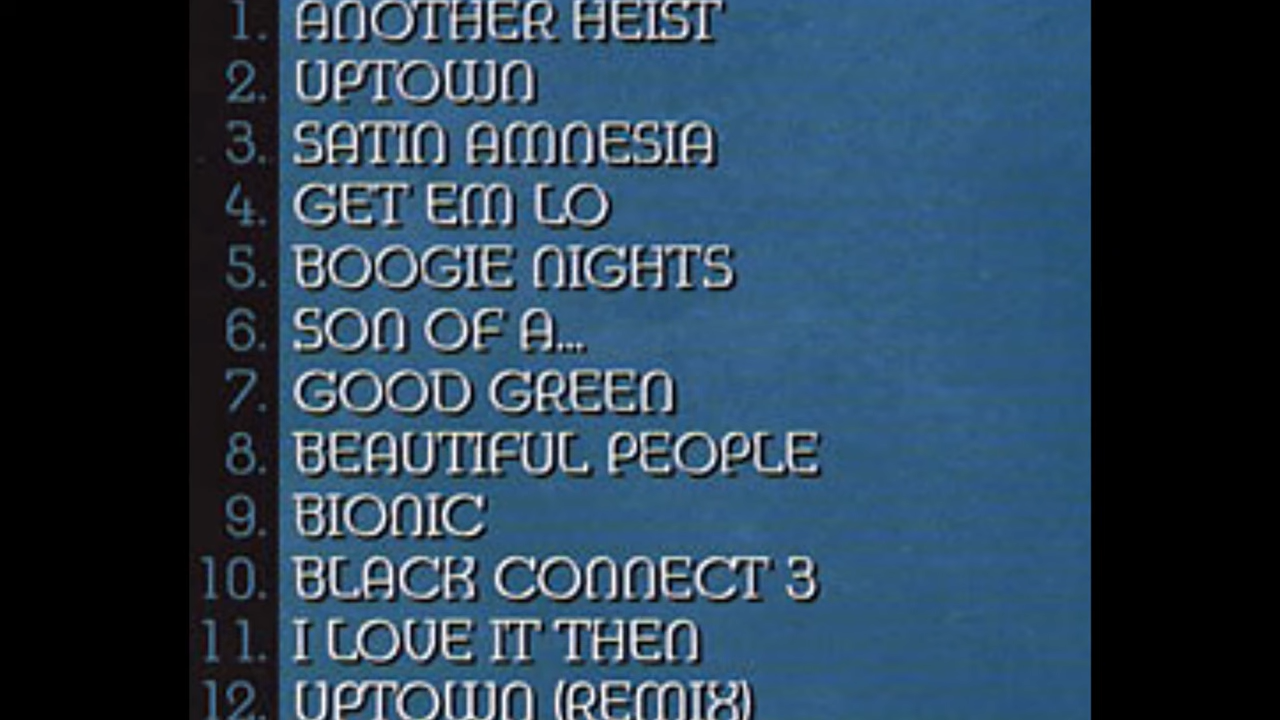 1. ANOTHER HEIST
2. UPTOWN
3. SATIN AMNESIA
4. GET EM LO
5. BOOGIE NIGHTS
6. SON OF A...
7. GOOD GREEN
8. BEAUTIFUL PEOPLE
9. BIONIC
10. BLACK CONNECT 3
11. I LOVE IT THEN
12. UPTOWN (REMIX)